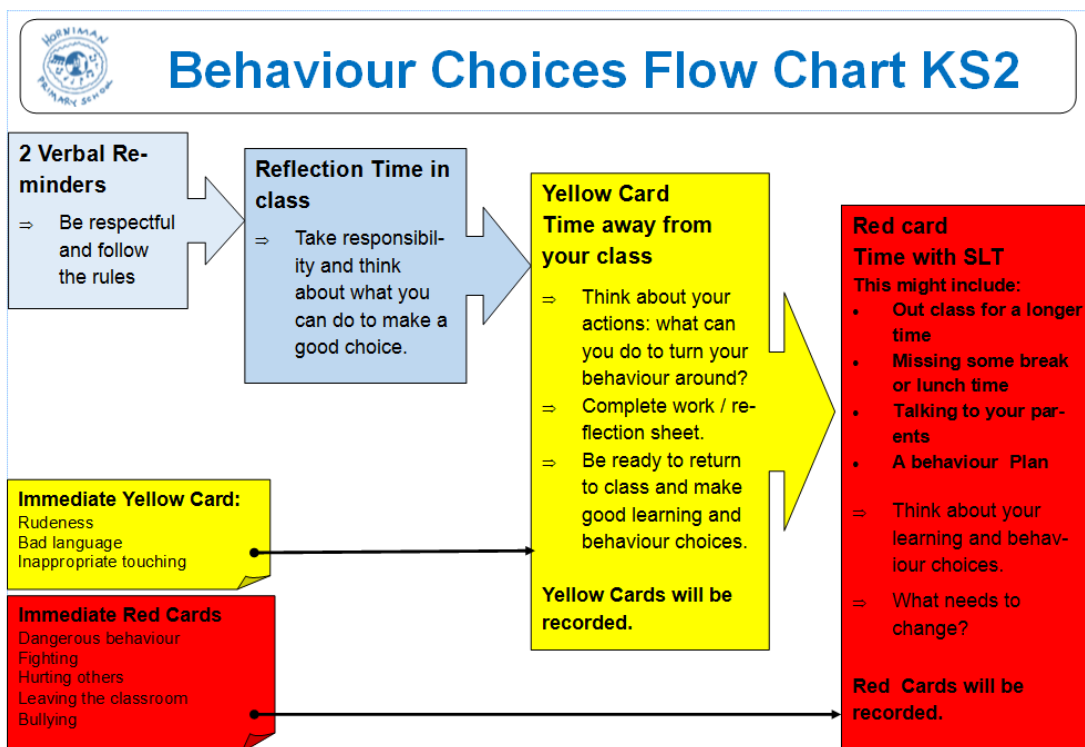 HORNIMAN
PRIMARY SCHOOL
Behaviour Choices Flow Chart KS2
2 Verbal Re-
minders
⇒ Be respectful
and follow
the rules
Reflection Time in
class
⇒ Take responsibil-
ity and think
about what you
can do to make a
good choice.
Yellow Card
Time away from
your class
⇒ Think about your
actions: what can
you do to turn your
behaviour around?
⇒ Complete work / re-
flection sheet.
⇒ Be ready to return
to class and make
good learning and
behaviour choices.
Yellow Cards will be
recorded.
Red card
Time with SLT
This might include:
• Out class for a longer
time
• Missing some break
or lunch time
• Talking to your par-
ents
• A behaviour Plan
⇒ Think about your
learning and behav-
iour choices.
⇒ What needs to
change?
Red Cards will be
recorded.
Immediate Yellow Card:
Rudeness
Bad language
Inappropriate touching
Immediate Red Cards
Dangerous behaviour
Fighting
Hurting others
Leaving the classroom
Bullying